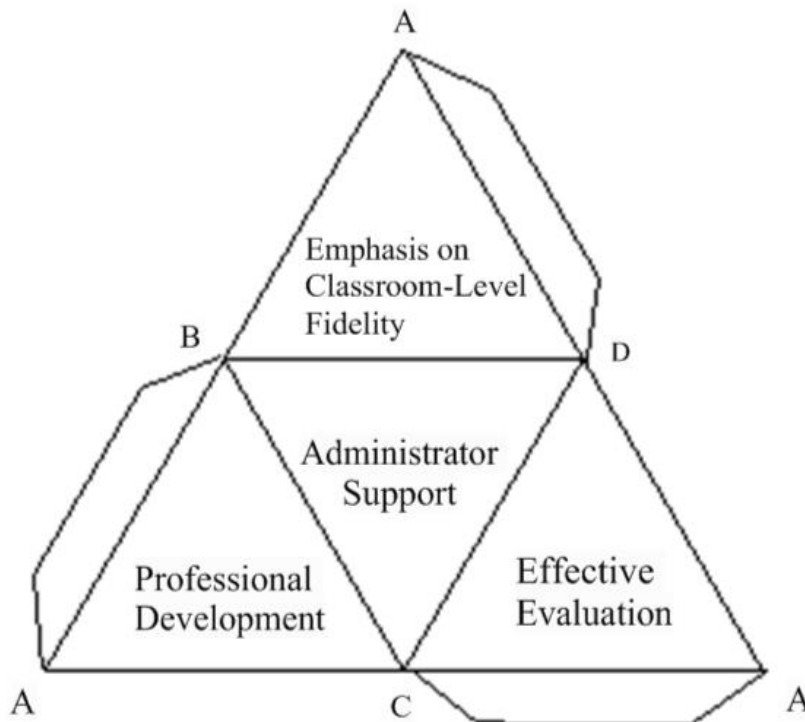 A
Emphasis on
Classroom-Level
Fidelity
B
D
Administrator
Support
Professional
Development
Effective
Evaluation
A
C
A